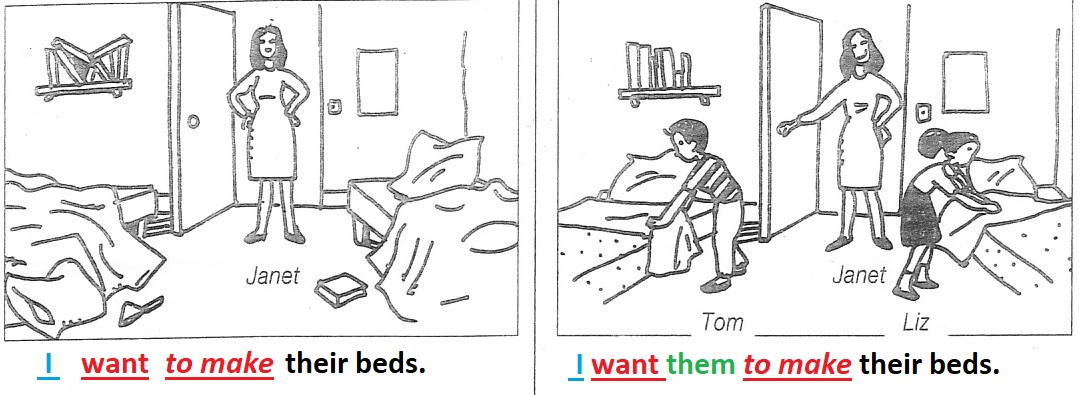 Janet
I want to make their beds.
Janet
Tom Liz
I want them to make their beds.